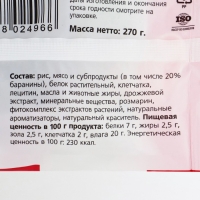 8 024966
годности и окончания
срока годности смотрите на
упаковке.
Масса нетто: 270 г.
ISO
Состав: рис, мясо и субпродукты (в том числе 20%
баранины), белок растительный, клетчатка,
лецитин, масла и животные жиры, дрожжевой
экстракт, минеральные вещества, розмарин,
фитокомплекс экстрактов растений, натуральные
ароматизаторы, натуральный краситель. Пищевая
ценность в 100 г продукта: белки 7 г, жиры 2,5 г,
зола 2,5 г, клетчатка 2 г, влага 20 г. Энергетическая
ценность в 100 г: 230 ккал.